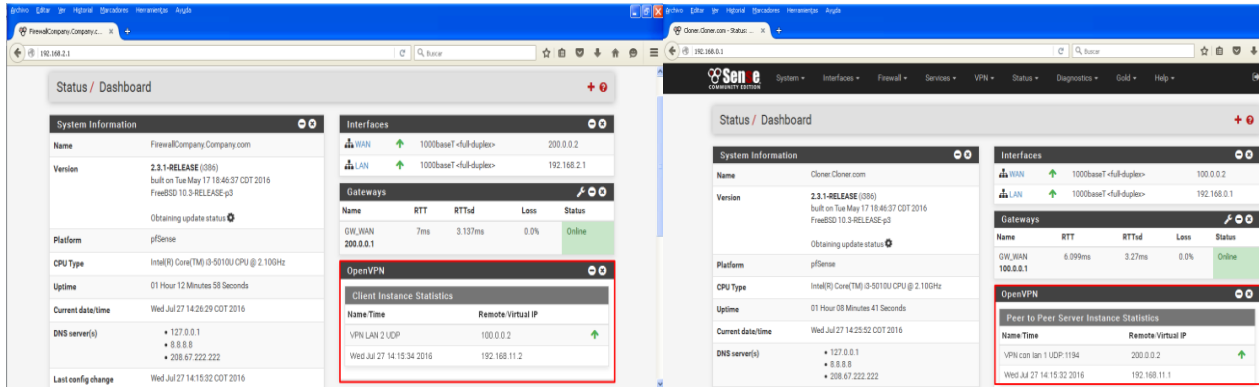 Archivo Editar Ver Historial Marcadores Herramientas Ayuda
FirewallCompany.Company.c...
192.168.2.1
Buscar
Status / Dashboard
System Information
Name FirewallCompany.Company.com
Version 2.3.1-RELEASE (i386)
built on Tue May 17 18:46:37 CDT 2016
FreeBSD 10.3-RELEASE-p3
Obtaining update status
Platform pfSense
CPU Type Intel(R) Core(TM) i3-5010U CPU @ 2.10GHz
Uptime 01 Hour 12 Minutes 58 Seconds
Current date/time Wed Jul 27 14:26:29 COT 2016
DNS server(s) • 127.0.0.1
• 8.8.8.8
• 208.67.222.222
Last config change Wed Jul 27 14:15:32 COT 2016
Interfaces
WAN 1000baseT <full-duplex> 200.0.0.2
LAN 1000baseT <full-duplex> 192.168.2.1
Gateways
Name RTT RTTsd Loss Status
GW_WAN 7ms 3.137ms 0.0% Online
200.0.0.1
OpenVPN
Client Instance Statistics
Name/Time Remote/Virtual IP
VPN LAN 2 UDP 100.0.0.2
Wed Jul 27 14:15:34 2016 192.168.11.2
Archivo Editar Ver Historial Marcadores Herramientas Ayuda
Cloner.Cloner.com - Status: ...
192.168.0.1
Buscar
Sense
COMMUNITY EDITION
System Interfaces Firewall Services VPN Status Diagnostics Gold Help
Status / Dashboard
System Information
Name Cloner.Cloner.com
Version 2.3.1-RELEASE (i386)
built on Tue May 17 18:46:37 CDT 2016
FreeBSD 10.3-RELEASE-p3
Obtaining update status
Platform pfSense
CPU Type Intel(R) Core(TM) i3-5010U CPU @ 2.10GHz
Uptime 01 Hour 08 Minutes 41 Seconds
Current date/time Wed Jul 27 14:25:52 COT 2016
DNS server(s) • 127.0.0.1
• 8.8.8.8
• 208.67.222.222
Interfaces
WAN 1000baseT <full-duplex> 100.0.0.2
LAN 1000baseT <full-duplex> 192.168.0.1
Gateways
Name RTT RTTsd Loss Status
GW_WAN 6.099ms 3.27ms 0.0% Online
100.0.0.1
OpenVPN
Peer to Peer Server Instance Statistics
Name/Time Remote/Virtual IP
VPN con lan 1 UDP:1194 200.0.0.2
Wed Jul 27 14:15:32 2016 192.168.11.1